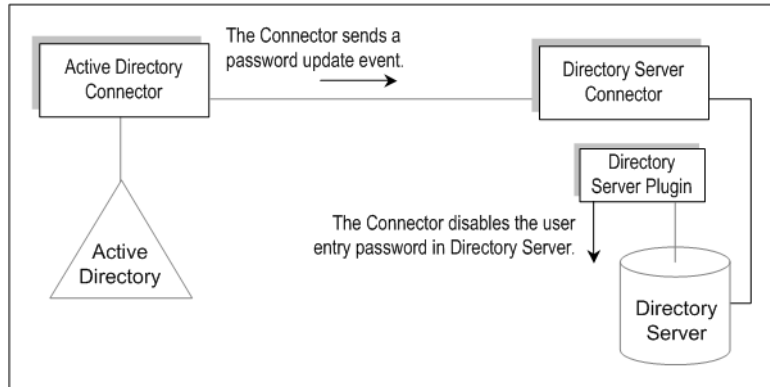 The Connector sends a
password update event.
Active Directory
Connector
Directory Server
Connector
Directory
Server Plugin
The Connector disables the user
entry password in Directory Server.
Active
Directory
Directory
Server